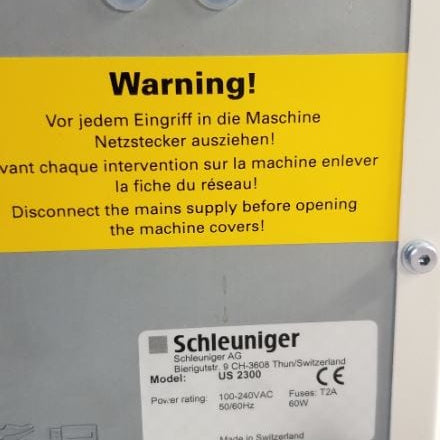 Warning!
Vor jedem Eingriff in die Maschine
Netzstecker ausziehen!
vant chaque intervention sur la machine enlever
la fiche du réseau!
Disconnect the mains supply before opening
the machine covers!
Schleuniger
Schleuniger AG
Bierigutstr. 9 CH-3608 Thun/Switzerland
Model: US 2300 CE
Power rating: 100-240VAC Fuses: T2A
50/60Hz 60W
Made in Switzerland